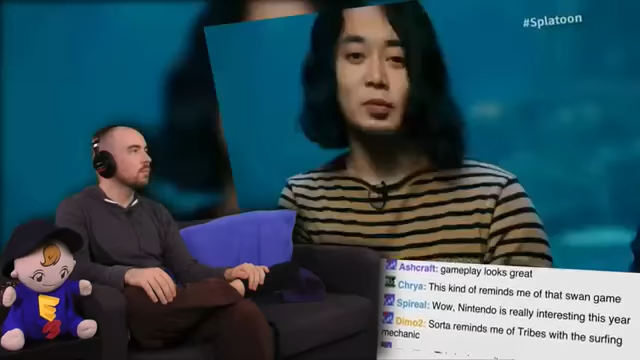 #Splatoon
E3
Ashcraft: gameplay looks great
Chrya: This kind of reminds me of that swan game
Spireal: Wow, Nintendo is really interesting this year
Dimo2: Sorta reminds me of Tribes with the surfing
mechanic